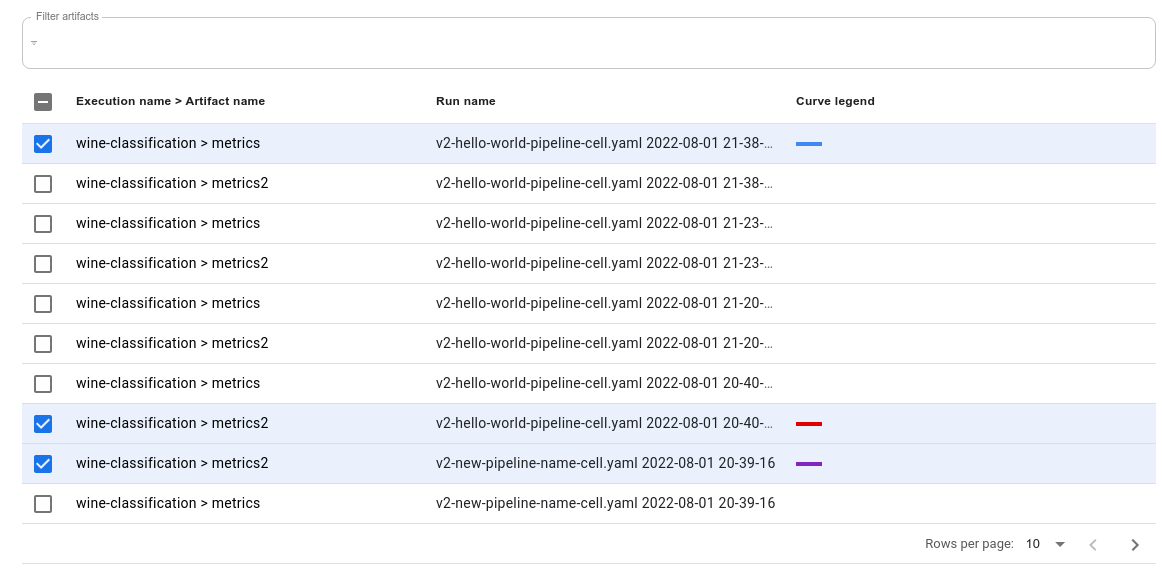 Filter artifacts
Execution name > Artifact name Run name Curve legend
wine-classification > metrics v2-hello-world-pipeline-cell.yaml 2022-08-01 21-38-…
wine-classification > metrics2 v2-hello-world-pipeline-cell.yaml 2022-08-01 21-38-…
wine-classification > metrics v2-hello-world-pipeline-cell.yaml 2022-08-01 21-23-…
wine-classification > metrics2 v2-hello-world-pipeline-cell.yaml 2022-08-01 21-23-…
wine-classification > metrics v2-hello-world-pipeline-cell.yaml 2022-08-01 21-20-…
wine-classification > metrics2 v2-hello-world-pipeline-cell.yaml 2022-08-01 21-20-…
wine-classification > metrics v2-hello-world-pipeline-cell.yaml 2022-08-01 20-40-…
wine-classification > metrics2 v2-hello-world-pipeline-cell.yaml 2022-08-01 20-40-…
wine-classification > metrics2 v2-new-pipeline-name-cell.yaml 2022-08-01 20-39-16
wine-classification > metrics v2-new-pipeline-name-cell.yaml 2022-08-01 20-39-16
Rows per page: 10